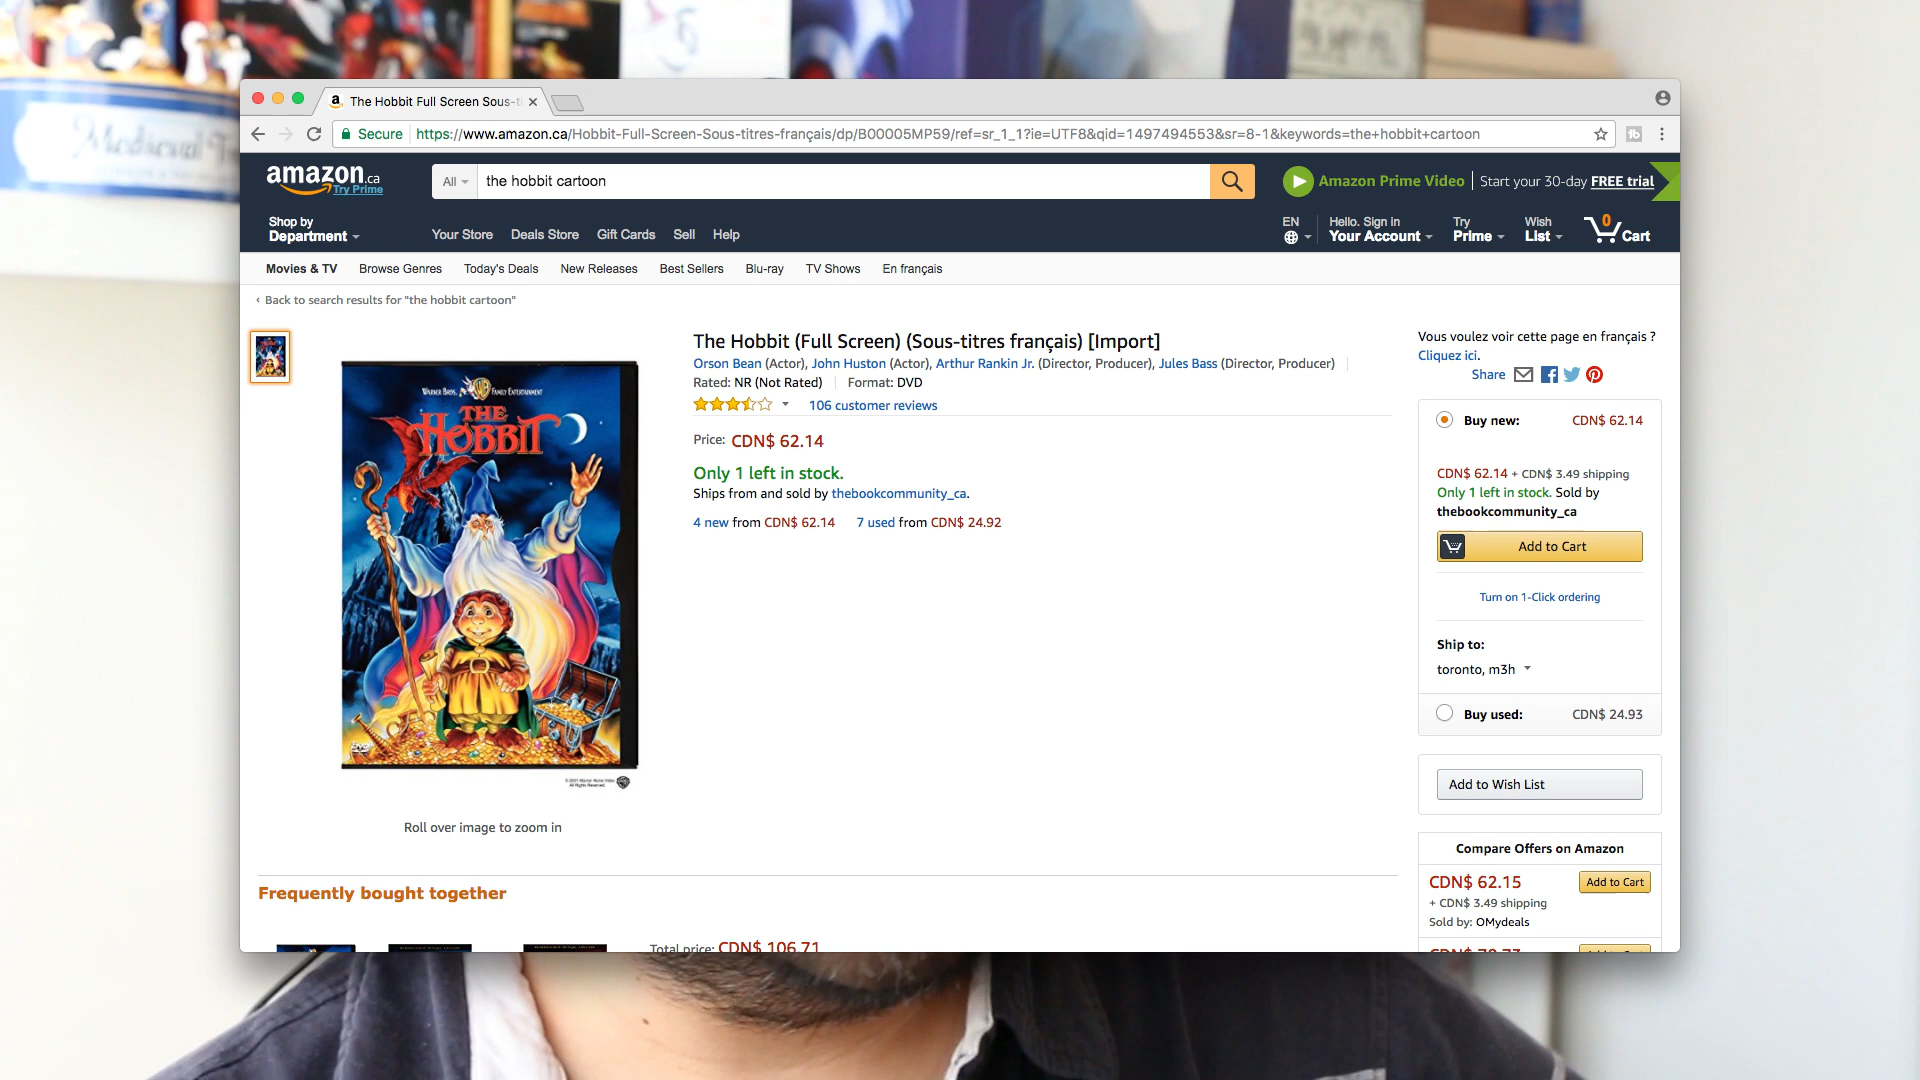 Medieval
The Hobbit Full Screen Sous-t
Secure https://www.amazon.ca/Hobbit-Full-Screen-Sous-titres-français/dp/B00005MP59/ref=sr_1_1?ie=UTF8&qid=1497494553&sr=8-1&keywords=the+hobbit+cartoon
amazon.ca
Try Prime
All the hobbit cartoon
Amazon Prime Video Start your 30-day FREE trial
Shop by
Department
Your Store Deals Store Gift Cards Sell Help
EN
Hello. Sign in
Your Account
Try
Prime
Wish
List
0
Cart
Movies & TV Browse Genres Today's Deals New Releases Best Sellers Blu-ray TV Shows En français
‹ Back to search results for "the hobbit cartoon"
WARNER BROS. WB FAMILY ENTERTAINMENT
THE
HOBBIT
DVD
Roll over image to zoom in
The Hobbit (Full Screen) (Sous-titres français) [Import]
Orson Bean (Actor), John Huston (Actor), Arthur Rankin Jr. (Director, Producer), Jules Bass (Director, Producer)
Rated: NR (Not Rated) Format: DVD
106 customer reviews
Price: CDN$ 62.14
Only 1 left in stock.
Ships from and sold by thebookcommunity_ca.
4 new from CDN$ 62.14 7 used from CDN$ 24.92
Vous voulez voir cette page en français ?
Cliquez ici.
Share
Buy new: CDN$ 62.14
CDN$ 62.14 + CDN$ 3.49 shipping
Only 1 left in stock. Sold by
thebookcommunity_ca
Add to Cart
Turn on 1-Click ordering
Ship to:
toronto, m3h
Buy used: CDN$ 24.93
Add to Wish List
Compare Offers on Amazon
CDN$ 62.15 Add to Cart
+ CDN$ 3.49 shipping
Sold by: OMydeals
Frequently bought together
Total price: CDN$ 106.71